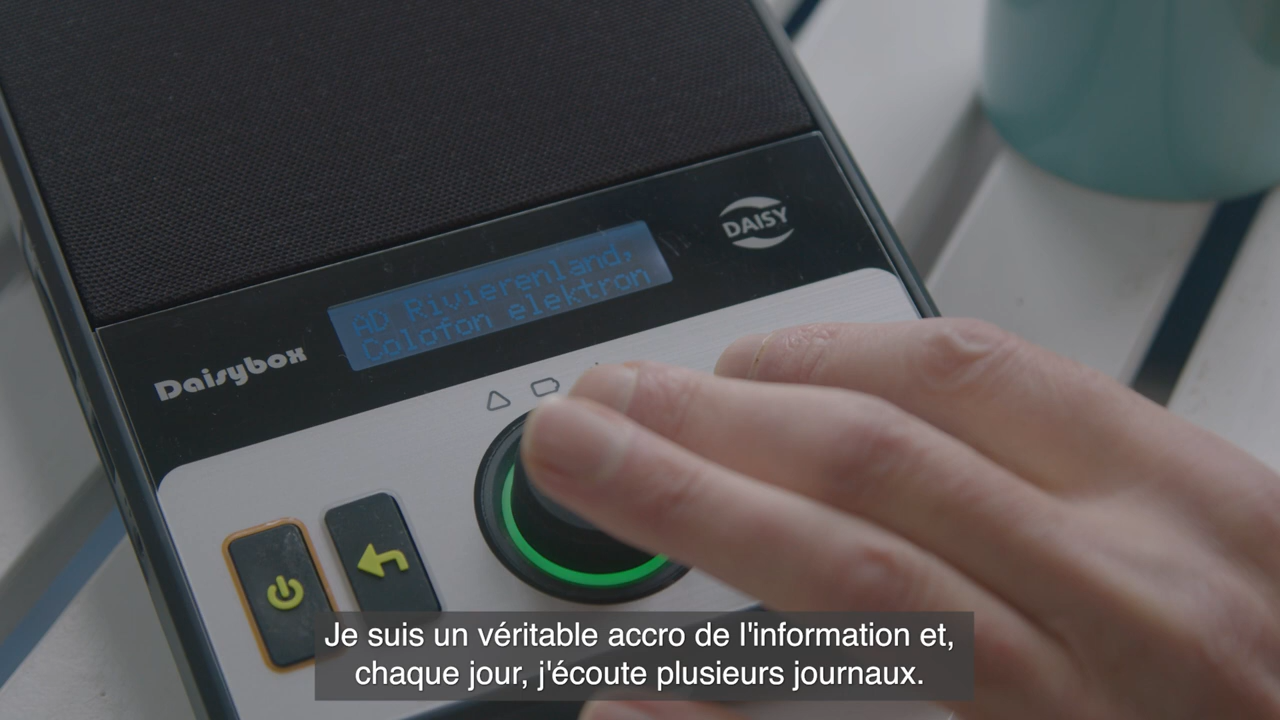 DAISY
AD Rivierenland,
Colofon elektron
Daisybox
Je suis un véritable accro de l'information et,
chaque jour, j'écoute plusieurs journaux.